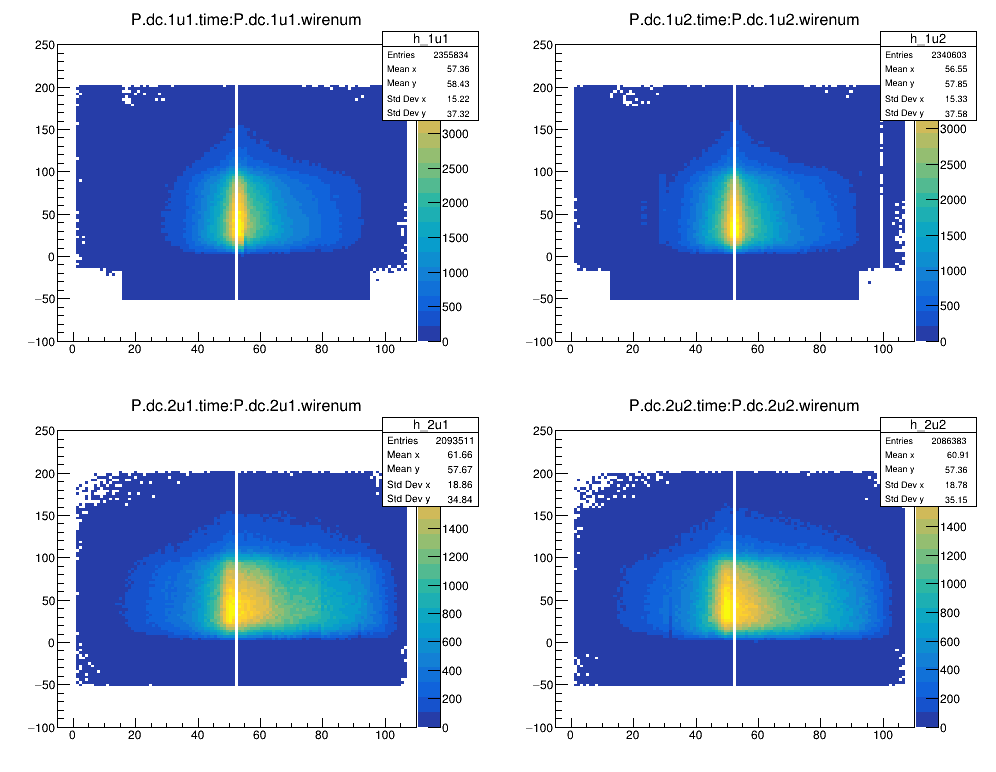 P.dc.1u1.time:P.dc.1u1.wirenum
h_1u1
Entries 2355834
Mean x 57.36
Mean y 58.43
Std Dev x 15.22
Std Dev y 37.32
250
200
150
100
50
0
−50
−100
0 20 40 60 80 100
3000
2500
2000
1500
1000
500
0
P.dc.1u2.time:P.dc.1u2.wirenum
h_1u2
Entries 2340603
Mean x 56.55
Mean y 57.85
Std Dev x 15.33
Std Dev y 37.58
250
200
150
100
50
0
−50
−100
0 20 40 60 80 100
3000
2500
2000
1500
1000
500
0
P.dc.2u1.time:P.dc.2u1.wirenum
h_2u1
Entries 2093511
Mean x 61.66
Mean y 57.67
Std Dev x 18.86
Std Dev y 34.84
250
200
150
100
50
0
−50
−100
0 20 40 60 80 100
1400
1200
1000
800
600
400
200
0
P.dc.2u2.time:P.dc.2u2.wirenum
h_2u2
Entries 2086383
Mean x 60.91
Mean y 57.36
Std Dev x 18.78
Std Dev y 35.15
250
200
150
100
50
0
−50
−100
0 20 40 60 80 100
1400
1200
1000
800
600
400
200
0